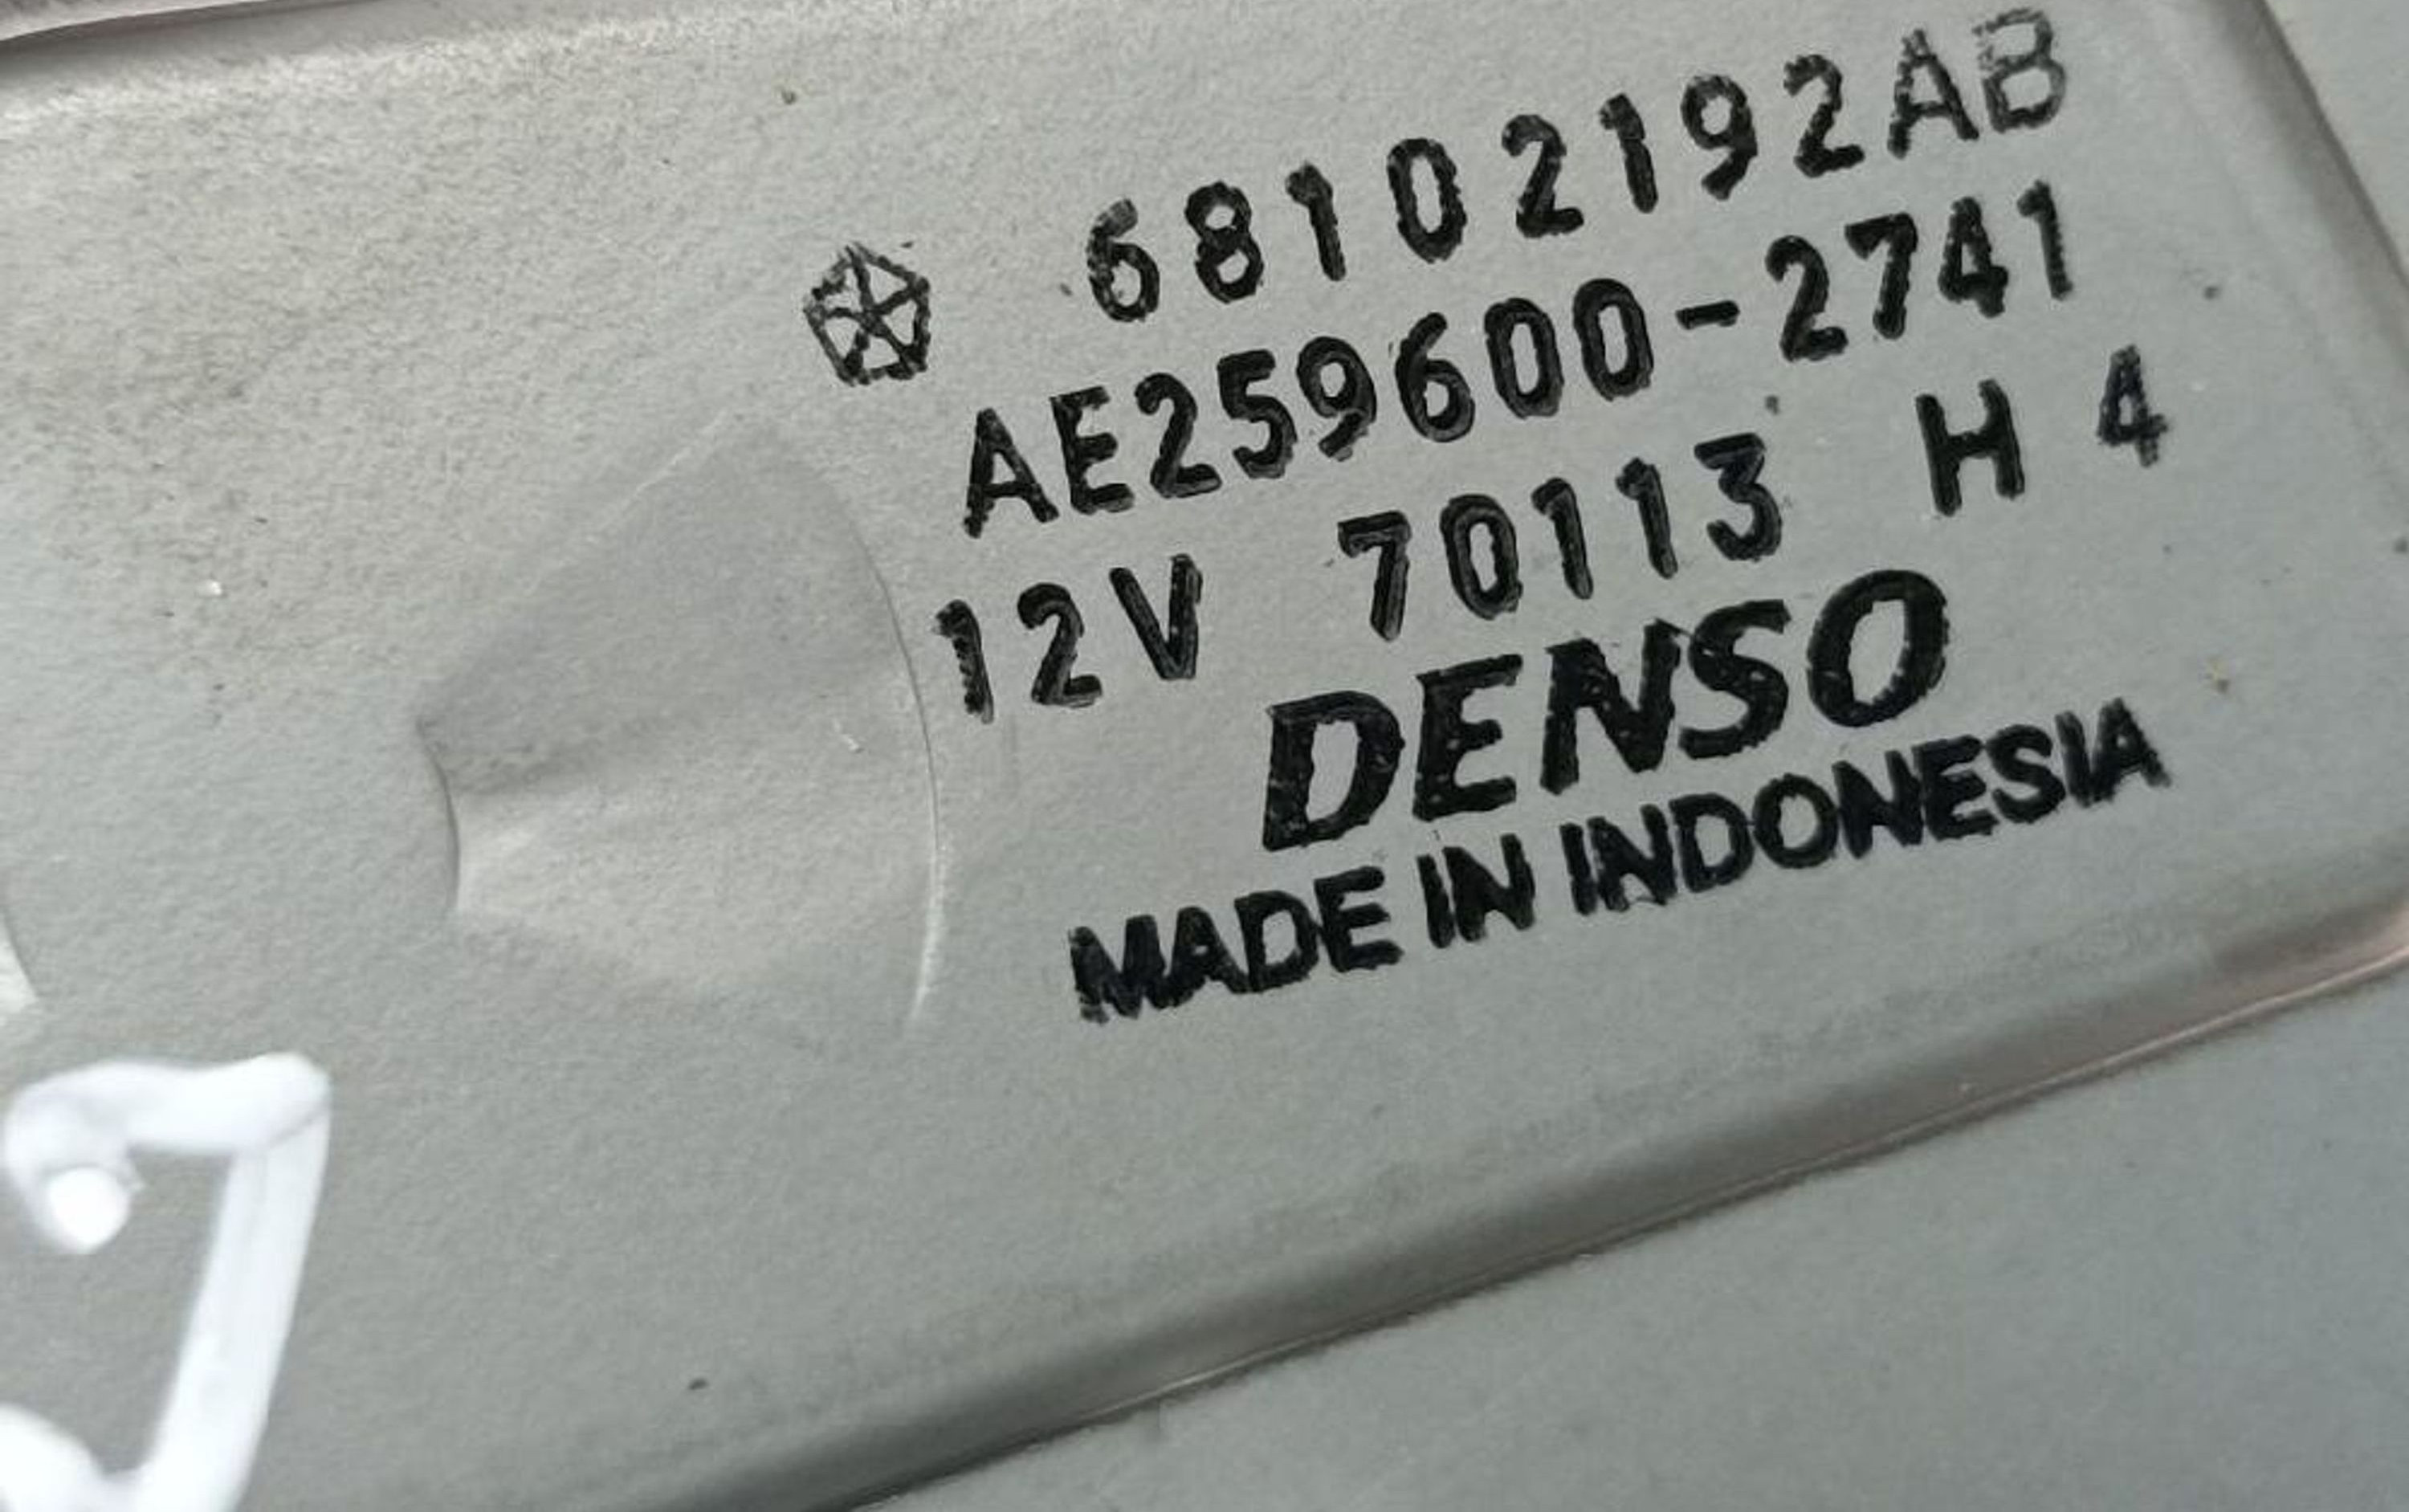 68102192AB
AE259600-2741
12V 70113 H 4
DENSO
MADE IN INDONESIA